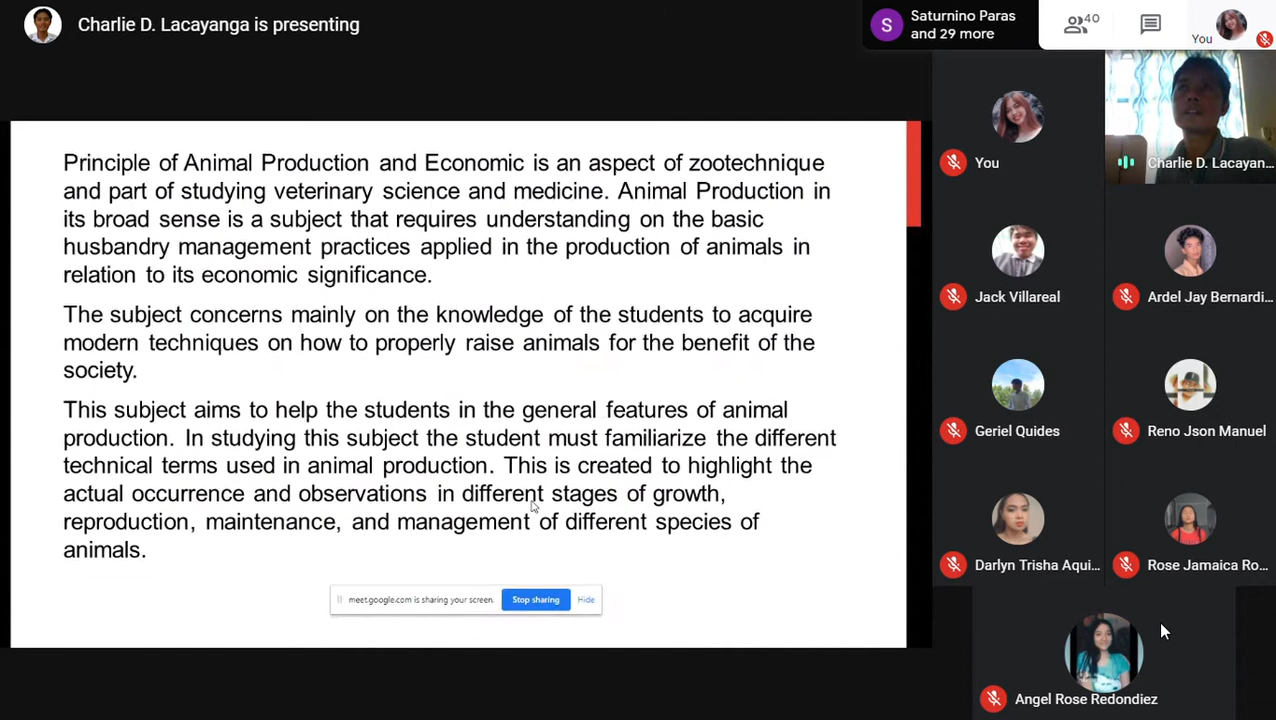 Charlie D. Lacayanga is presenting
Saturnino Paras
and 29 more
S
40
You
Principle of Animal Production and Economic is an aspect of zootechnique
and part of studying veterinary science and medicine. Animal Production in
its broad sense is a subject that requires understanding on the basic
husbandry management practices applied in the production of animals in
relation to its economic significance.
The subject concerns mainly on the knowledge of the students to acquire
modern techniques on how to properly raise animals for the benefit of the
society.
This subject aims to help the students in the general features of animal
production. In studying this subject the student must familiarize the different
technical terms used in animal production. This is created to highlight the
actual occurrence and observations in different stages of growth,
reproduction, maintenance, and management of different species of
animals.
meet.google.com is sharing your screen.
Stop sharing
Hide
You
Charlie D. Lacayan...
Jack Villareal
Ardel Jay Bernardi...
Geriel Quides
Reno Json Manuel
Darlyn Trisha Aqui...
Rose Jamaica Ro...
Angel Rose Redondiez